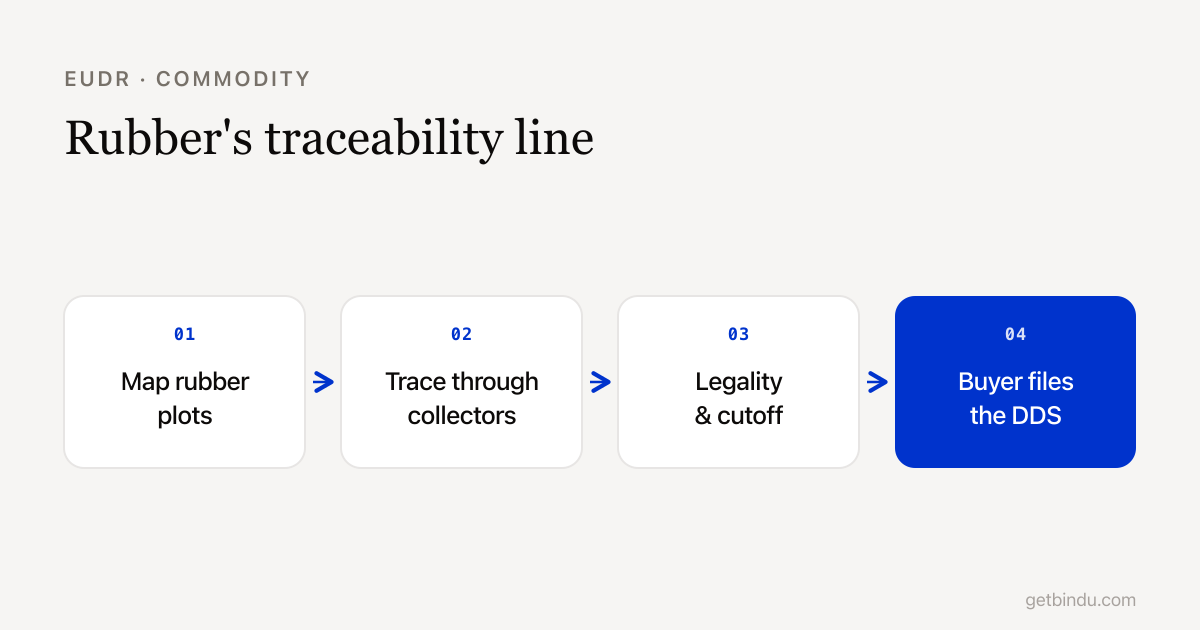 EUDR · COMMODITY
Rubber's traceability line
01
Map rubber
plots
02
Trace through
collectors
03
Legality
& cutoff
04
Buyer files
the DDS
getbindu.com